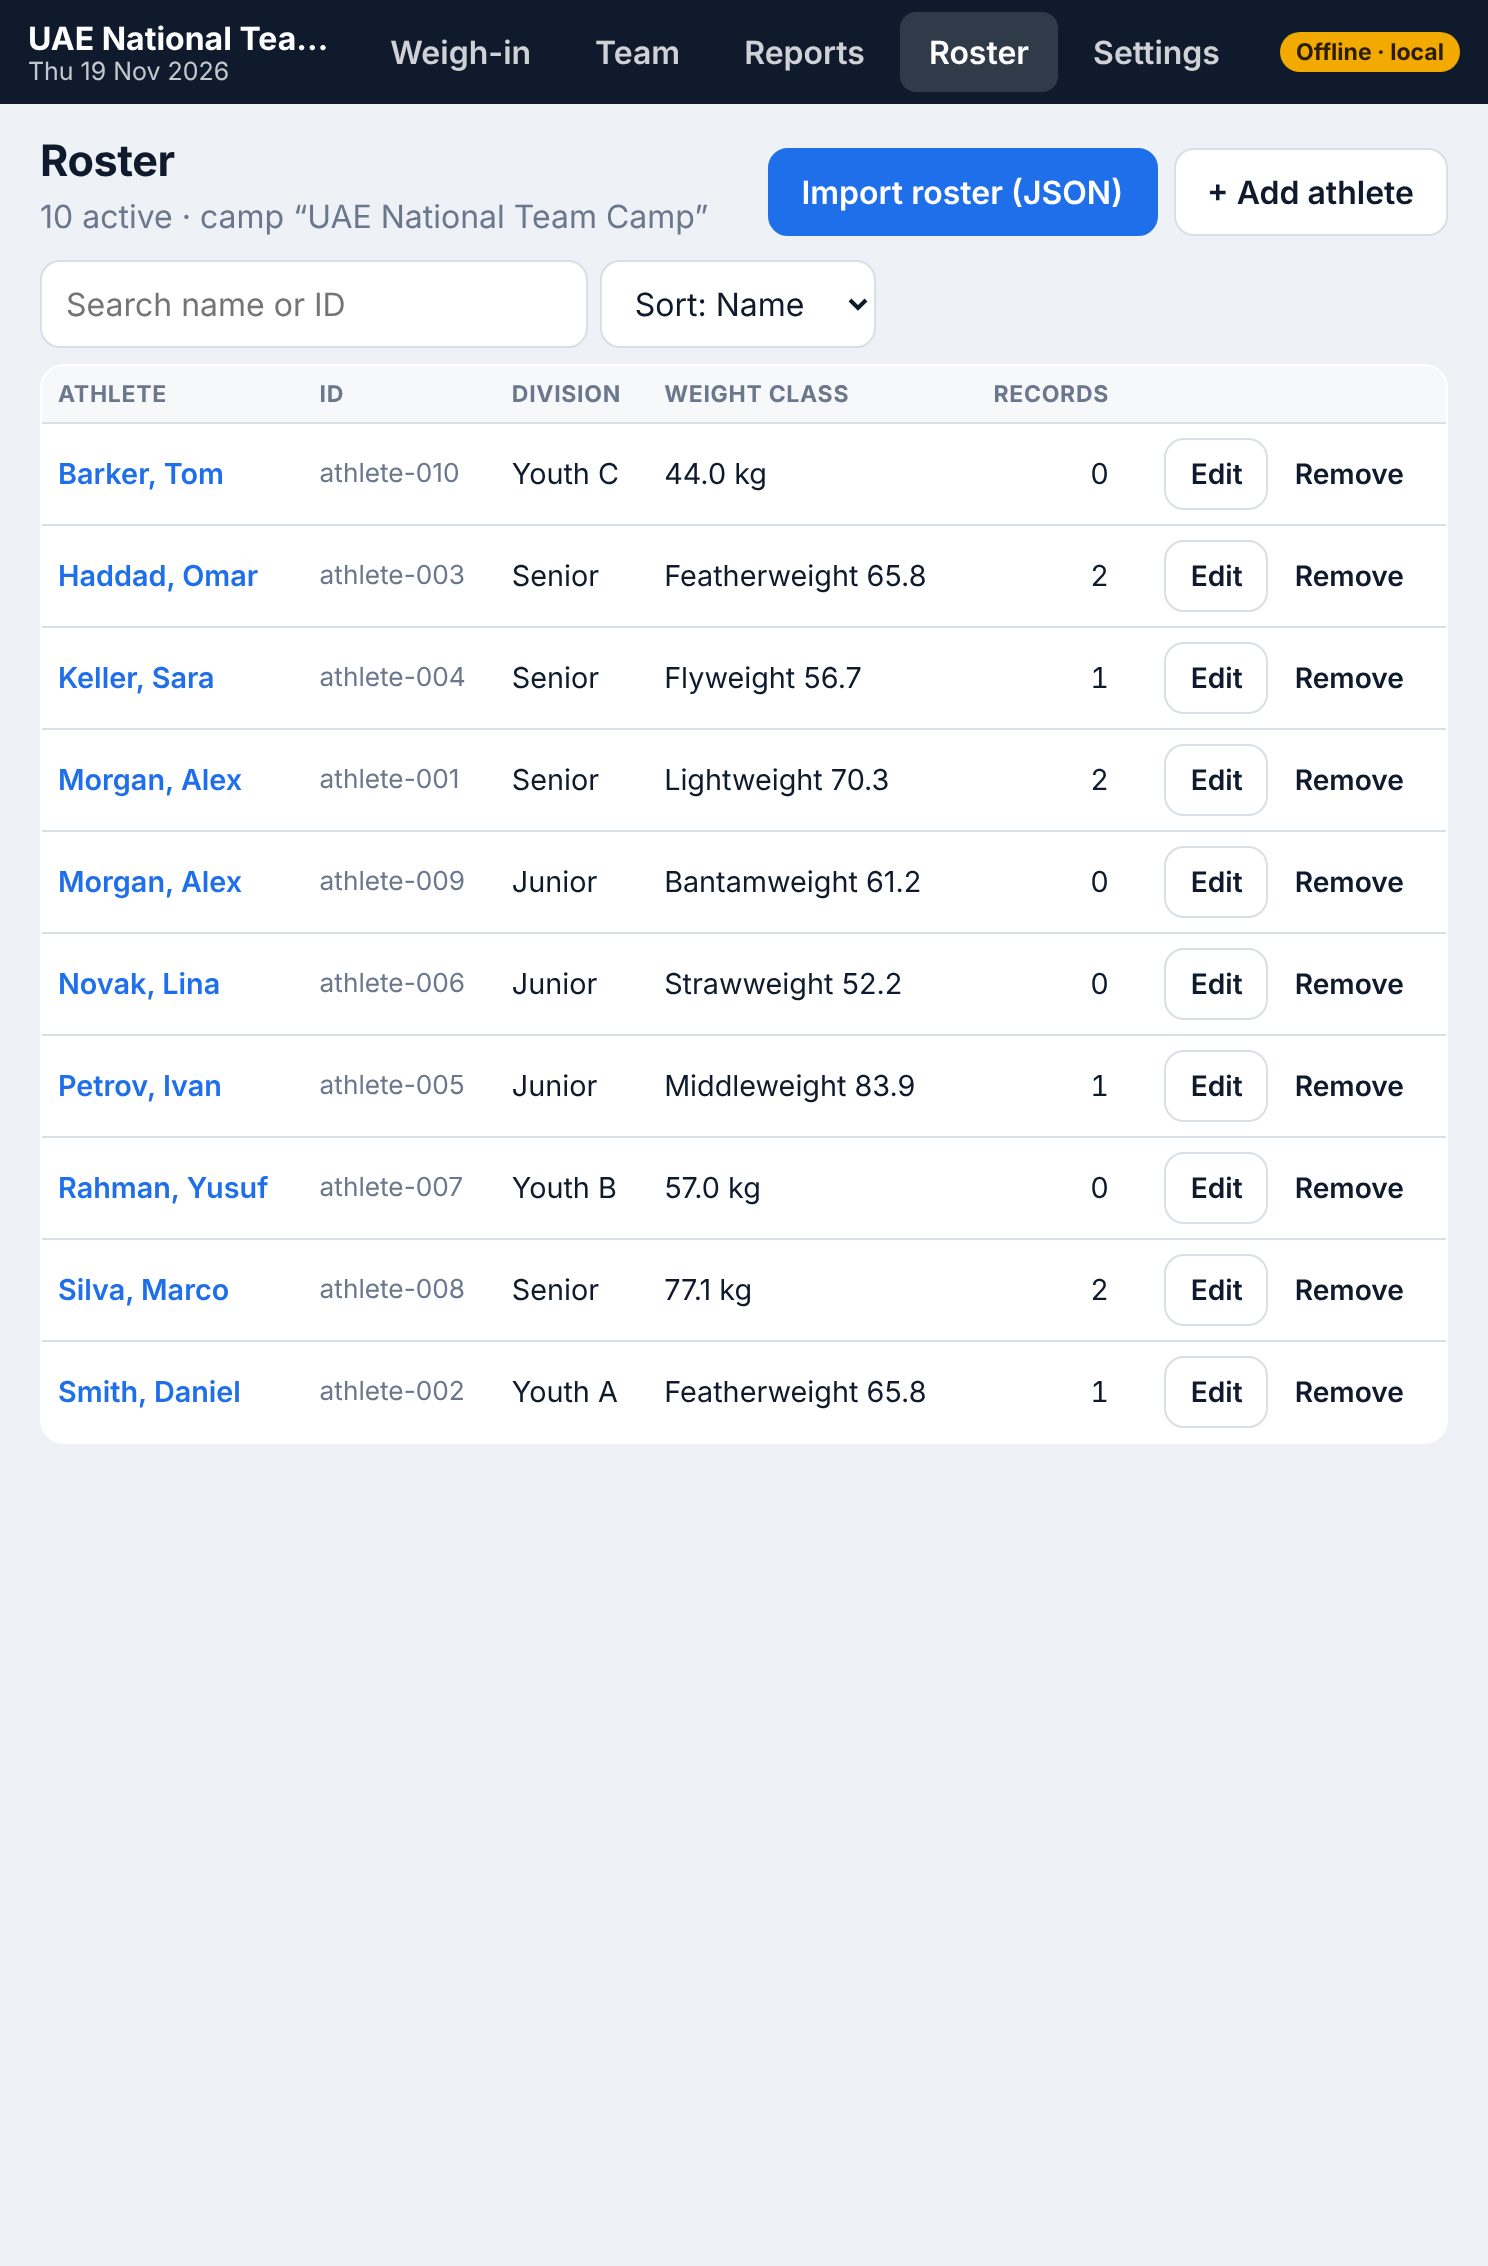 UAE National Tea...
Thu 19 Nov 2026
Weigh-in Team Reports Roster Settings Offline · local
Roster
10 active · camp “UAE National Team Camp”
Import roster (JSON) + Add athlete
Search name or ID Sort: Name
ATHLETE ID DIVISION WEIGHT CLASS RECORDS
Barker, Tom athlete-010 Youth C 44.0 kg 0 Edit Remove
Haddad, Omar athlete-003 Senior Featherweight 65.8 2 Edit Remove
Keller, Sara athlete-004 Senior Flyweight 56.7 1 Edit Remove
Morgan, Alex athlete-001 Senior Lightweight 70.3 2 Edit Remove
Morgan, Alex athlete-009 Junior Bantamweight 61.2 0 Edit Remove
Novak, Lina athlete-006 Junior Strawweight 52.2 0 Edit Remove
Petrov, Ivan athlete-005 Junior Middleweight 83.9 1 Edit Remove
Rahman, Yusuf athlete-007 Youth B 57.0 kg 0 Edit Remove
Silva, Marco athlete-008 Senior 77.1 kg 2 Edit Remove
Smith, Daniel athlete-002 Youth A Featherweight 65.8 1 Edit Remove